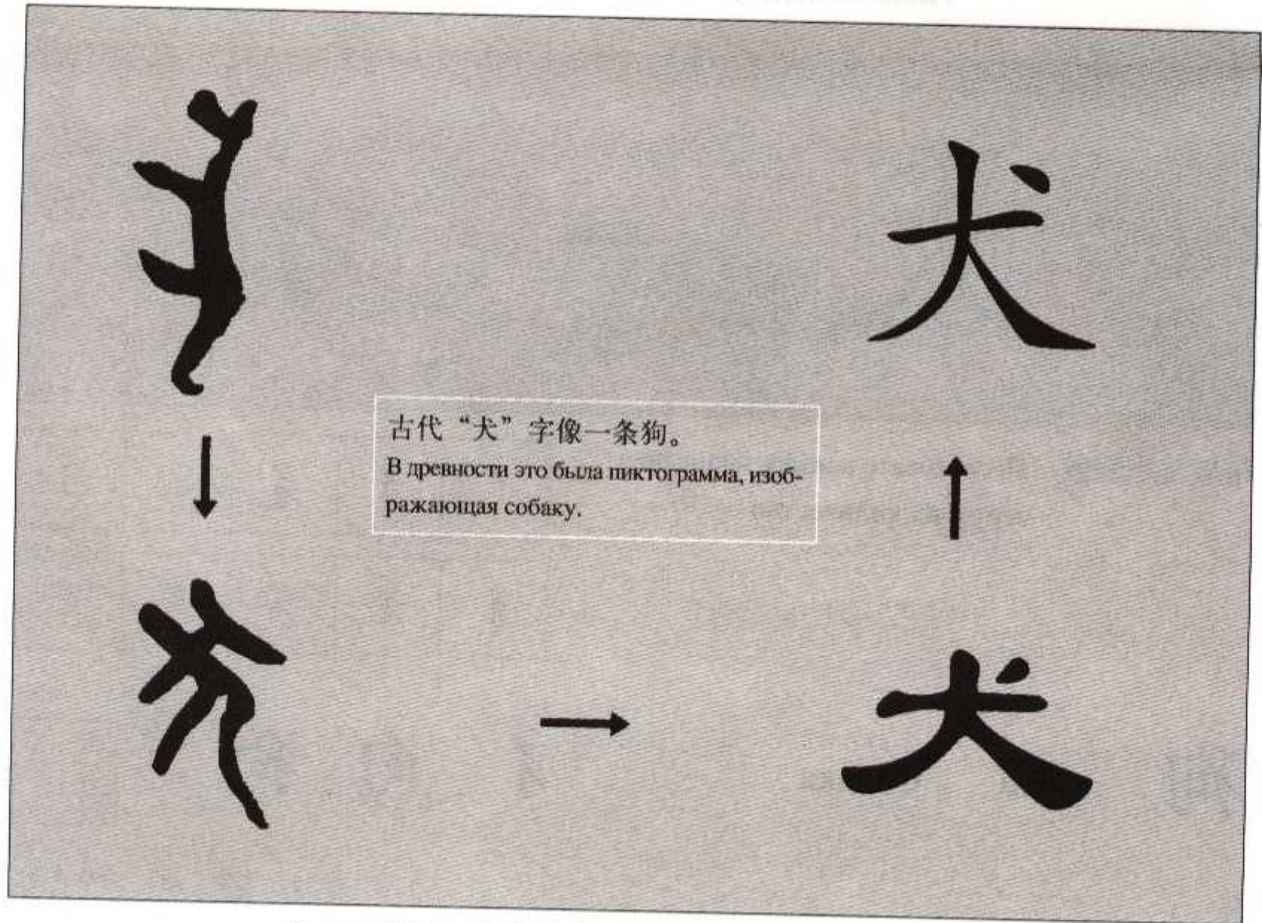 犬
古代“犬”字像一条狗。
В древности это была пиктограмма, изоб-
ражающая собаку.
犬